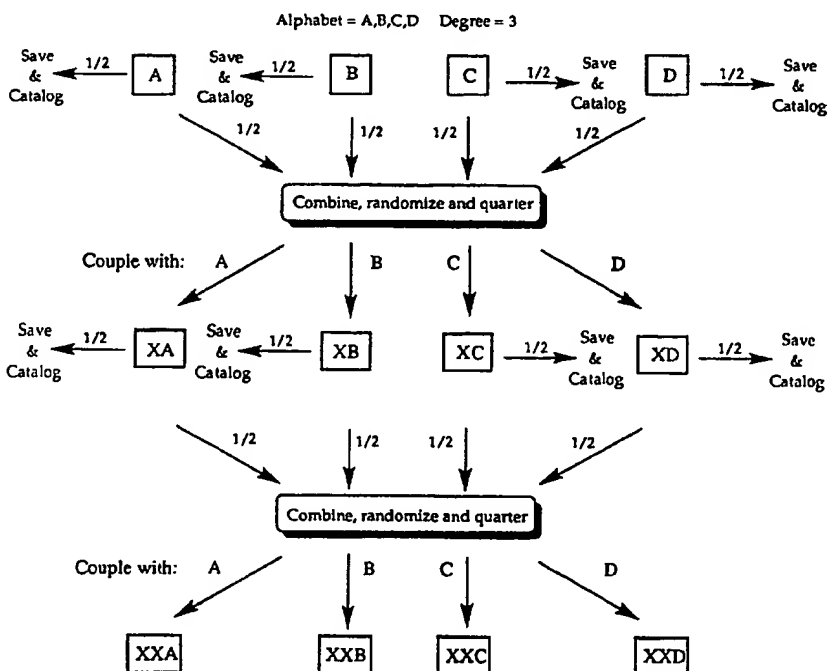 Alphabet = A,B,C,D Degree = 3
Save & Catalog 1/2 A Save & Catalog 1/2 B C 1/2 Save & Catalog D 1/2 Save & Catalog
1/2 1/2 1/2 1/2
Combine, randomize and quarter
Couple with: A B C D
Save & Catalog 1/2 XA Save & Catalog 1/2 XB XC 1/2 Save & Catalog XD 1/2 Save & Catalog
1/2 1/2 1/2 1/2
Combine, randomize and quarter
Couple with: A B C D
XXA XXB XXC XXD